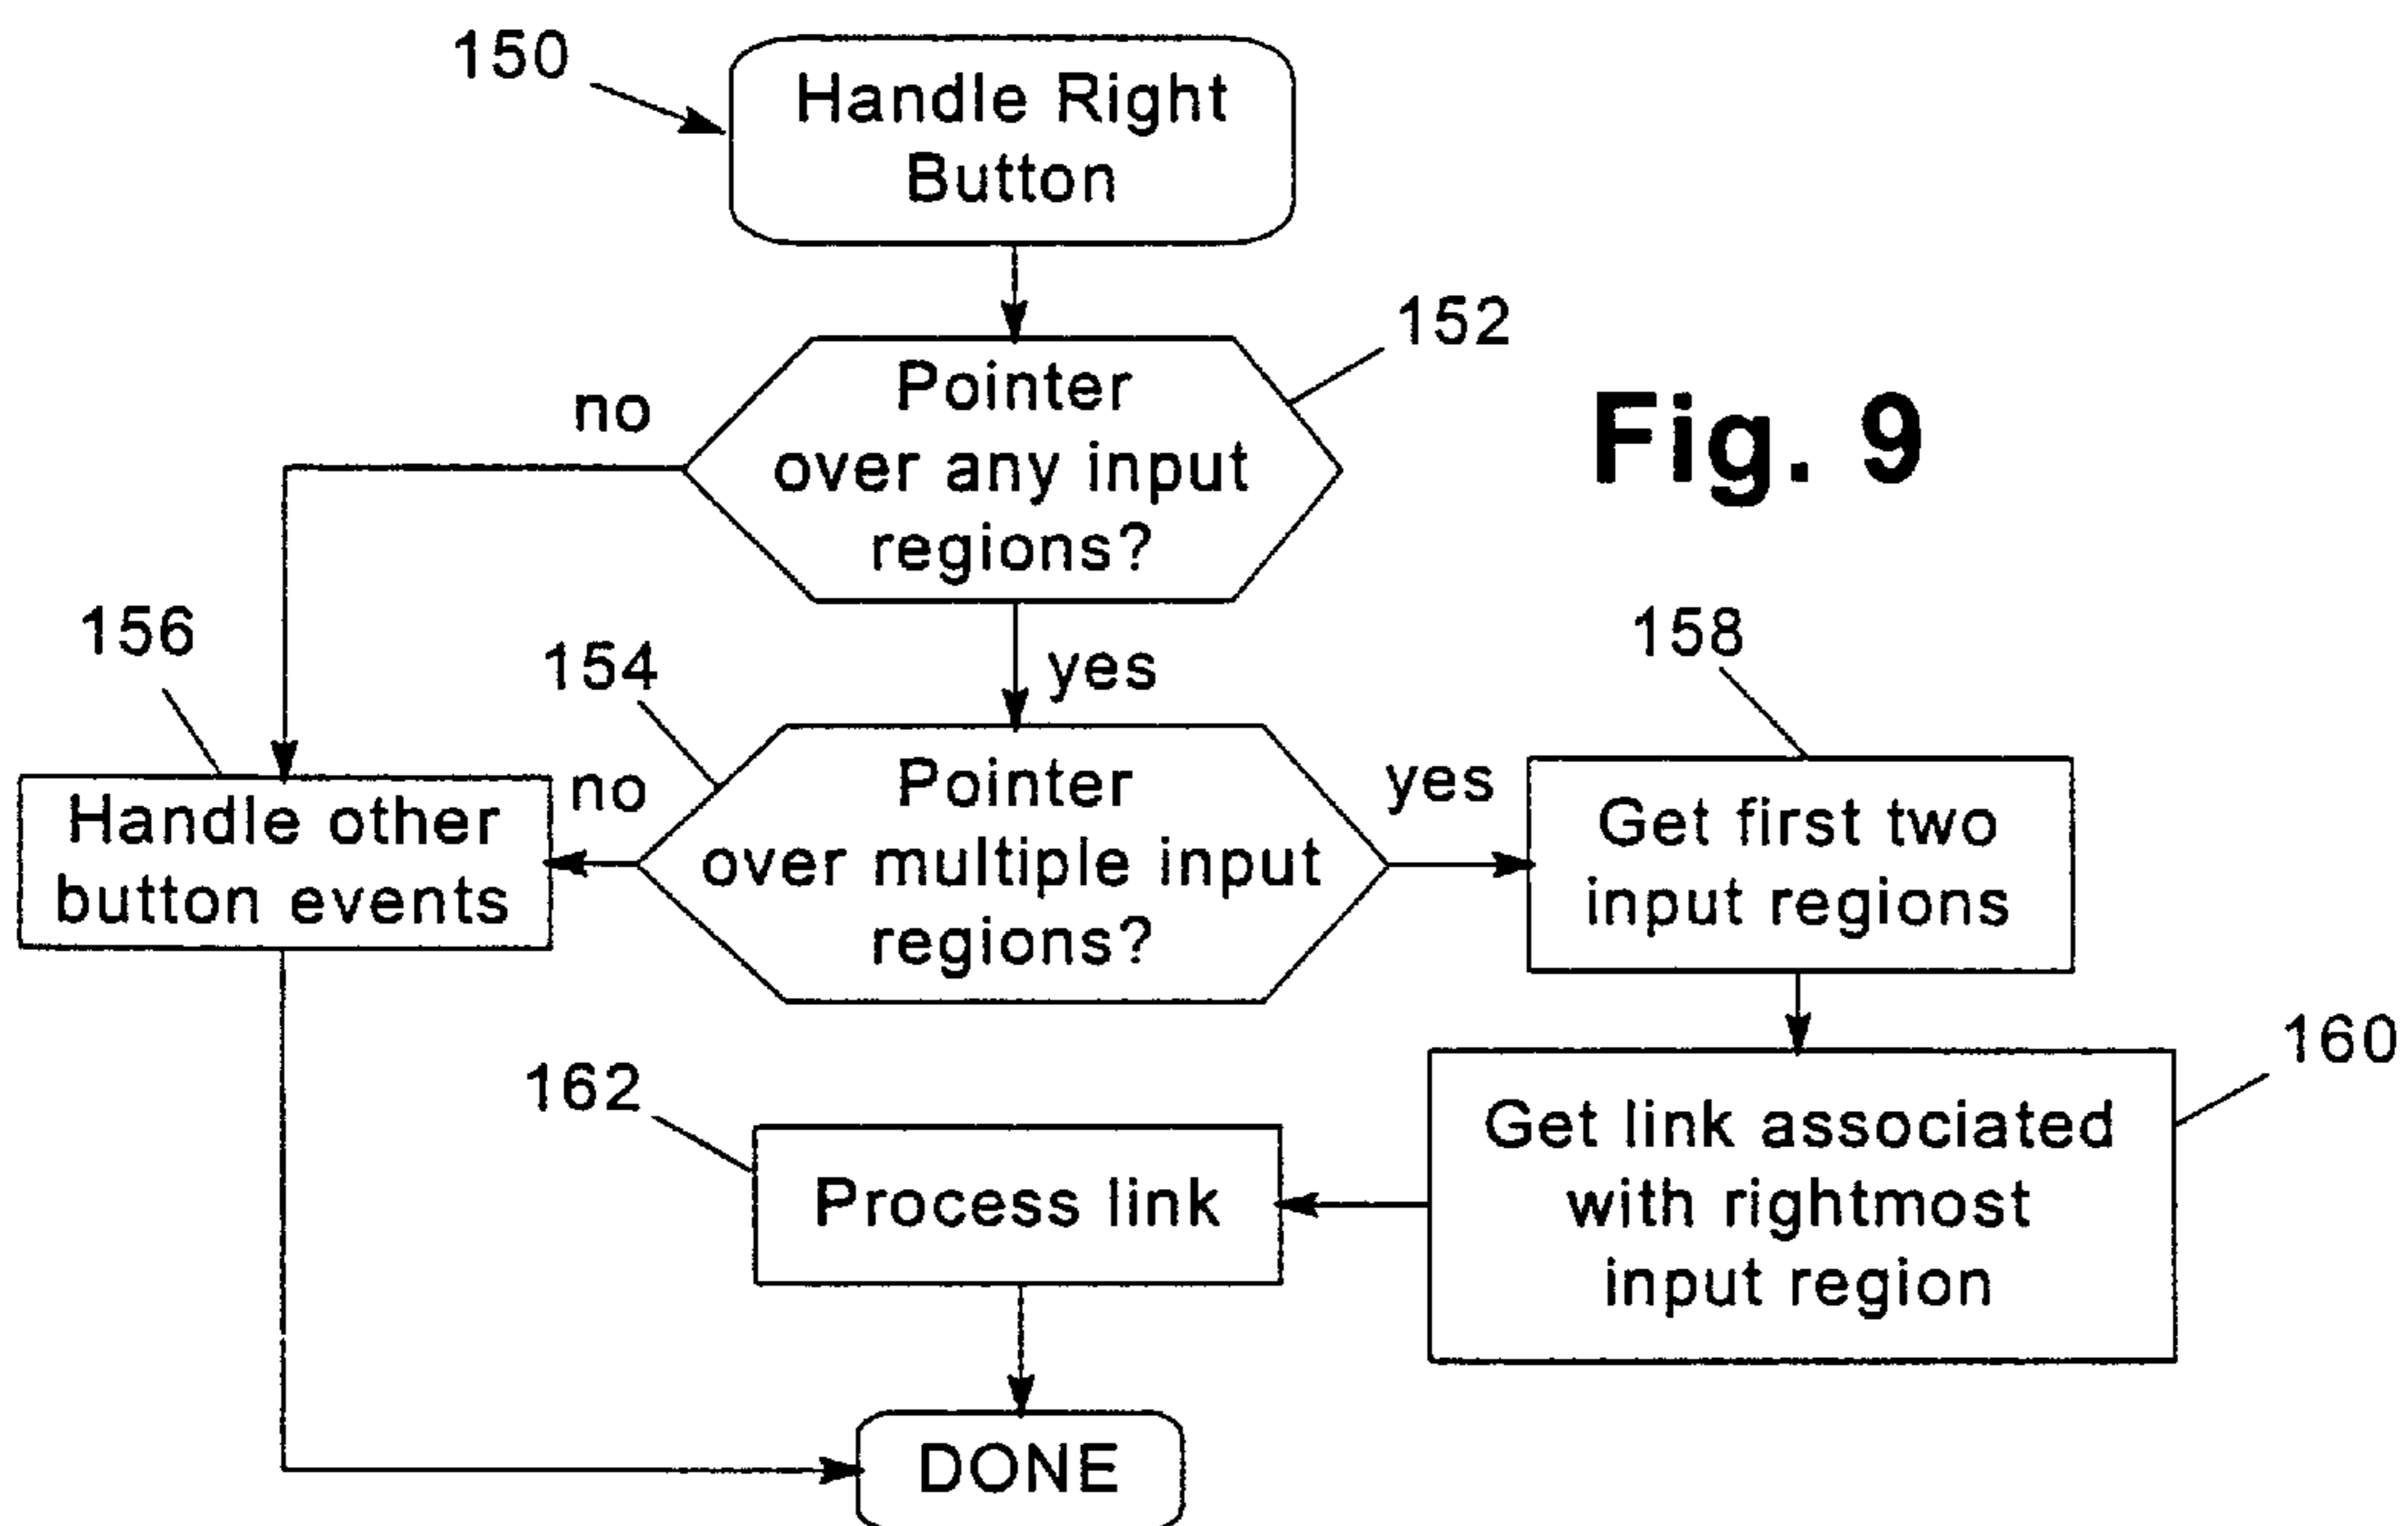 150
Handle Right
Button
152
Pointer
over any input
regions?
no
Fig. 9
yes
156
154
158
Handle other
button events
no
Pointer
over multiple input
regions?
yes
Get first two
input regions
160
Get link associated
with rightmost
input region
162
Process link
DONE